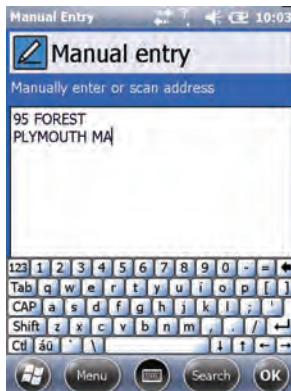 Manual Entry 10:03
Manual entry
Manually enter or scan address
95 FOREST
PLYMOUTH MA
123 1 2 3 4 5 6 7 8 9 0 - =
Tab q w e r t y u i o p [ ]
CAP a s d f g h j k l ; '
Shift z x c v b n m , . /
Ctl áü ` \
Menu Search OK